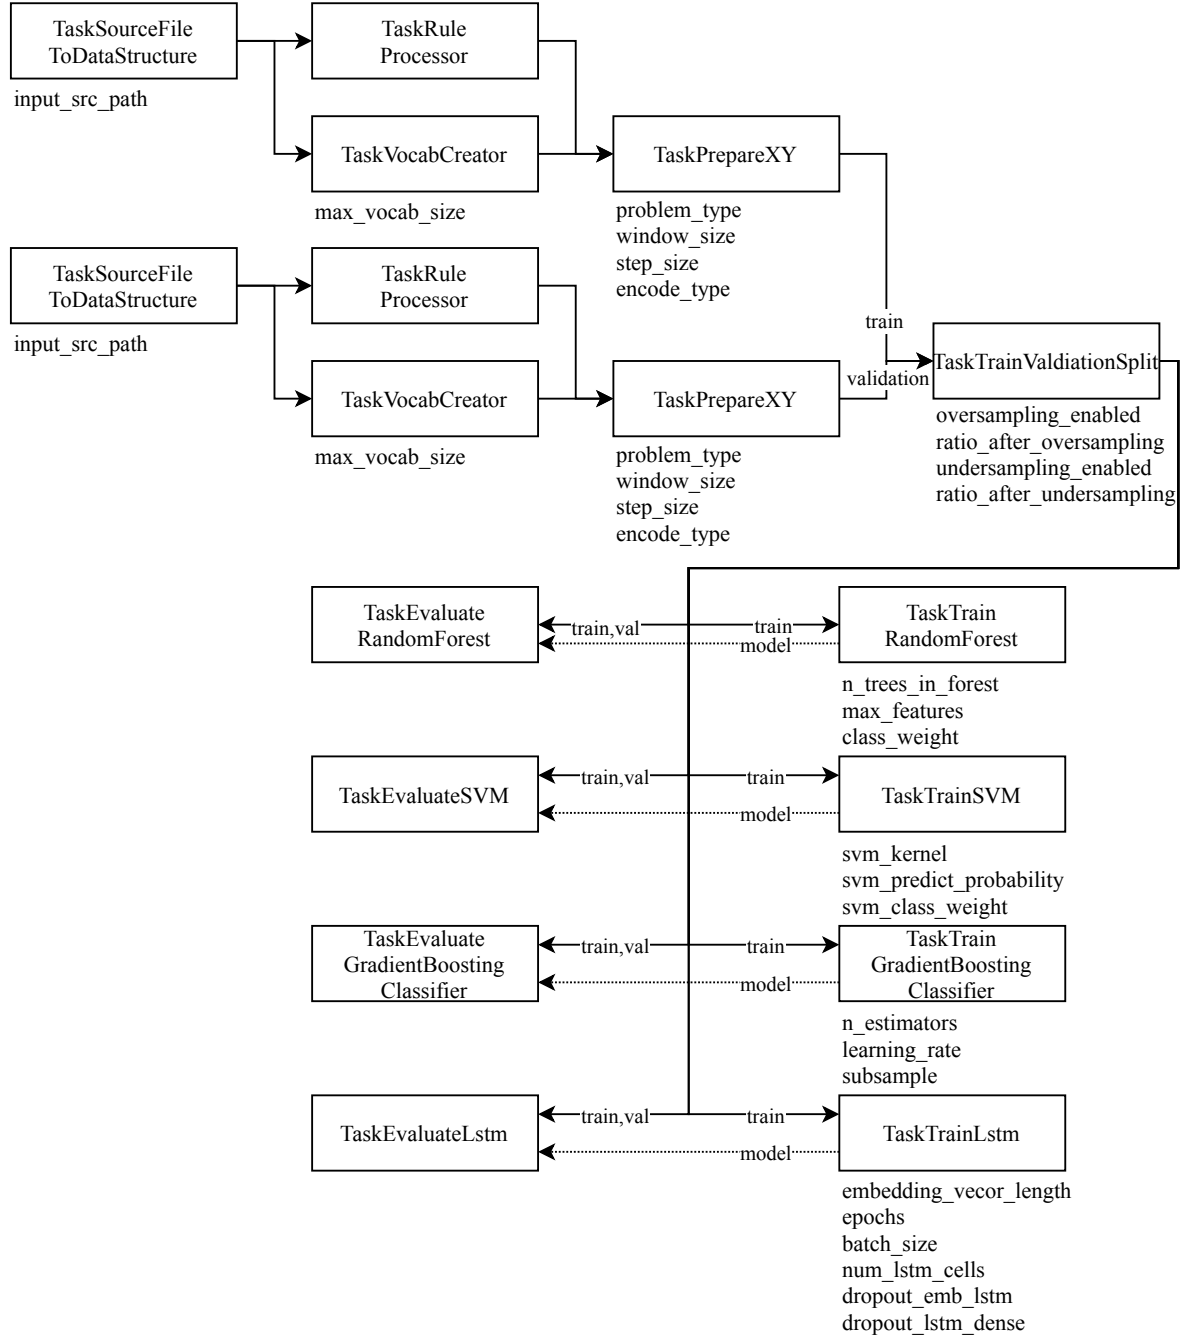 TaskSourceFile
ToDataStructure
input_src_path
TaskRule
Processor
TaskVocabCreator
max_vocab_size
TaskPrepareXY
problem_type
window_size
step_size
encode_type
TaskSourceFile
ToDataStructure
input_src_path
TaskRule
Processor
TaskVocabCreator
max_vocab_size
TaskPrepareXY
problem_type
window_size
step_size
encode_type
train
validation
TaskTrainValdiationSplit
oversampling_enabled
ratio_after_oversampling
undersampling_enabled
ratio_after_undersampling
TaskEvaluate
RandomForest
train,val
train
model
TaskTrain
RandomForest
n_trees_in_forest
max_features
class_weight
TaskEvaluateSVM
train,val
train
model
TaskTrainSVM
svm_kernel
svm_predict_probability
svm_class_weight
TaskEvaluate
GradientBoosting
Classifier
train,val
train
model
TaskTrain
GradientBoosting
Classifier
n_estimators
learning_rate
subsample
TaskEvaluateLstm
train,val
train
model
TaskTrainLstm
embedding_vecor_length
epochs
batch_size
num_lstm_cells
dropout_emb_lstm
dropout_lstm_dense